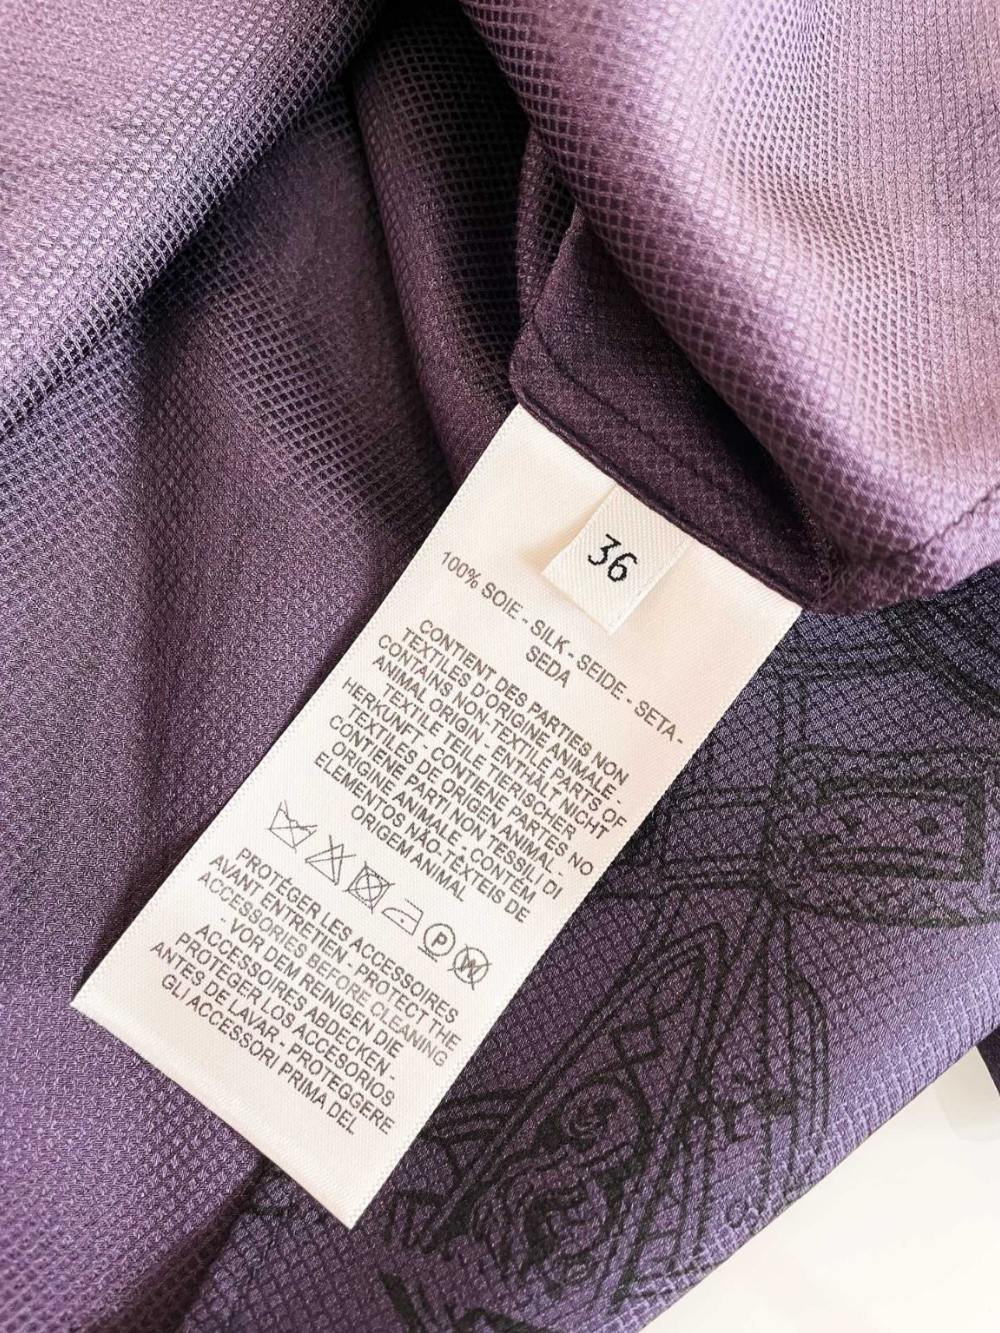 36
100% SOIE - SILK - SEIDE - SETA -
SEDA
CONTIENT DES PARTIES NON
TEXTILES D'ORIGINE ANIMALE -
CONTAINS NON-TEXTILE PARTS OF
ANIMAL ORIGIN - ENTHÄLT NICHT
TEXTILE TEILE TIERISCHER
HERKUNFT - CONTIENE PARTES NO
TEXTILES DE ORIGEN ANIMAL -
CONTIENE PARTI NON TESSILI DI
ORIGINE ANIMALE - CONTÉM
ELEMENTOS NÃO-TÊXTEIS DE
ORIGEM ANIMAL
P W
PROTÉGER LES ACCESSOIRES
AVANT ENTRETIEN - PROTECT THE
ACCESSORIES BEFORE CLEANING
- VOR DEM REINIGEN DIE
ACCESSOIRES ABDECKEN -
PROTEGER LOS ACCESORIOS
ANTES DE LAVAR - PROTEGGERE
GLI ACCESSORI PRIMA DEL